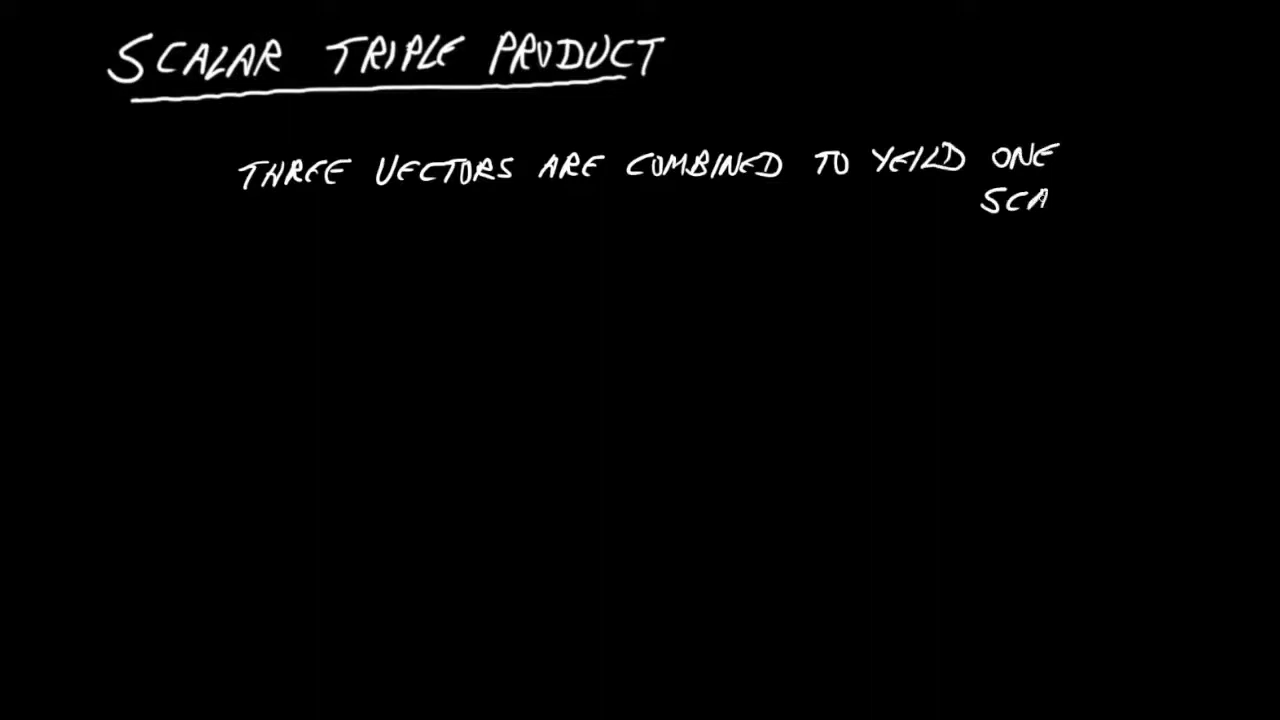 SCALAR TRIPLE PRODUCT
THREE VECTORS ARE COMBINED TO YEILD ONE
SCA